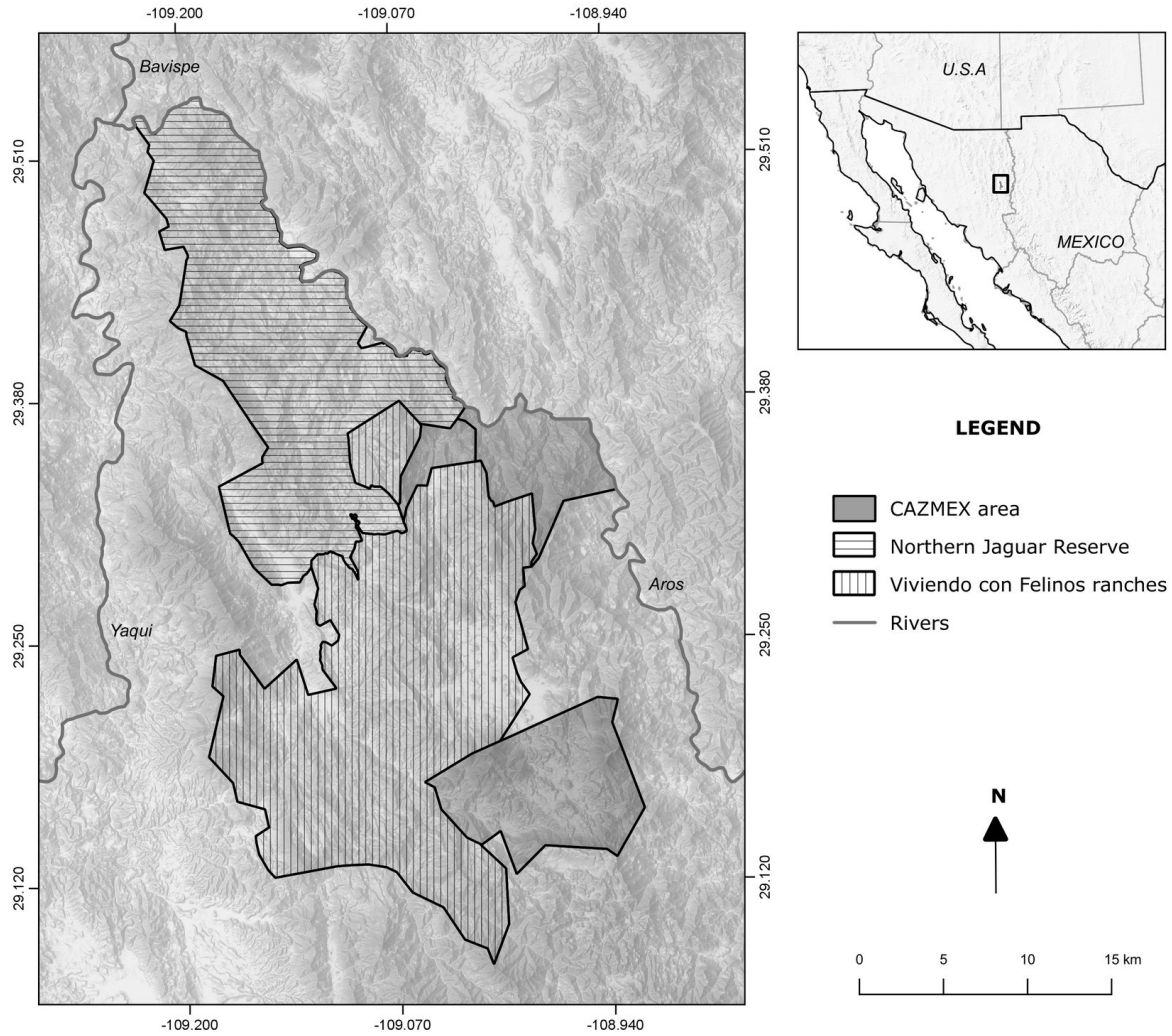 -109.200 -109.070 -108.940
Bavispe
U.S.A
MEXICO
29.510
29.510
29.380
29.380
LEGEND
CAZMEX area
Northern Jaguar Reserve
Viviendo con Felinos ranches
Rivers
Aros
Yaqui
29.250
29.250
N
29.120
29.120
0 5 10 15 km
-109.200 -109.070 -108.940